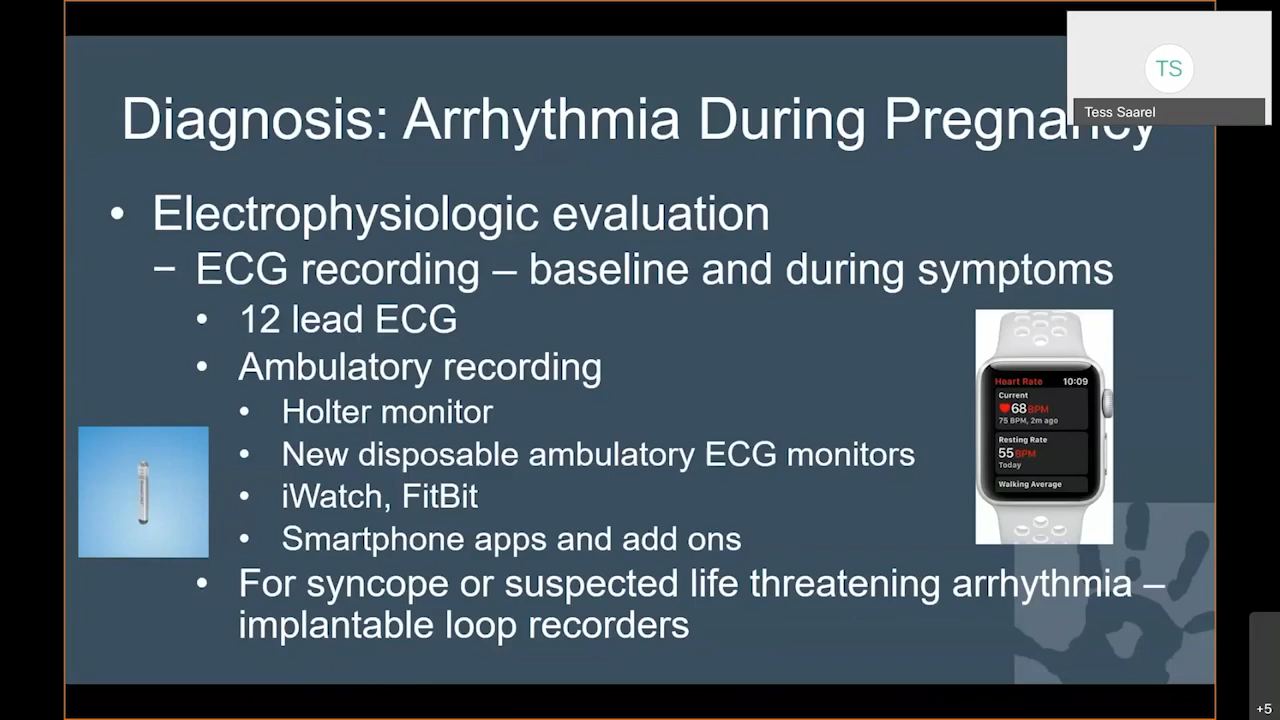 Diagnosis: Arrhythmia During Pregnancy
TS
Tess Saarel
• Electrophysiologic evaluation
– ECG recording – baseline and during symptoms
• 12 lead ECG
• Ambulatory recording
• Holter monitor
• New disposable ambulatory ECG monitors
• iWatch, FitBit
• Smartphone apps and add ons
• For syncope or suspected life threatening arrhythmia –
implantable loop recorders
Heart Rate 10:09
Current
68 BPM
75 BPM, 2m ago
Resting Rate
55 BPM
Today
Walking Average
+5